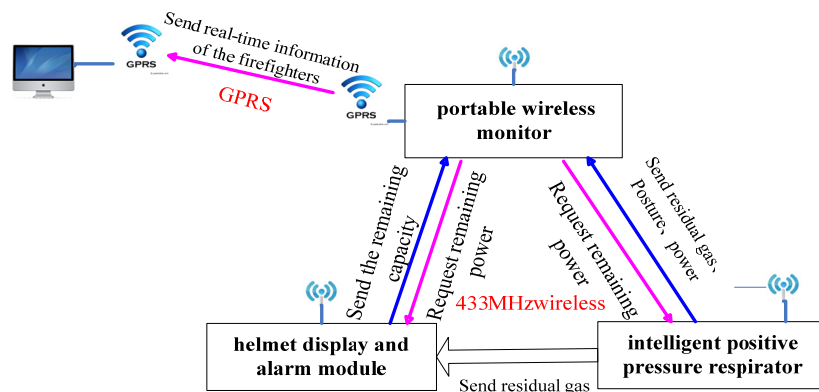 Send real-time information
of the firefighters
GPRS
GPRS
GPRS
portable wireless
monitor
Send the remaining
capacity
Request remaining
power
Request remaining
power
Send residual gas、
Posture、power
433MHzwireless
helmet display and
alarm module
intelligent positive
pressure respirator
Send residual gas